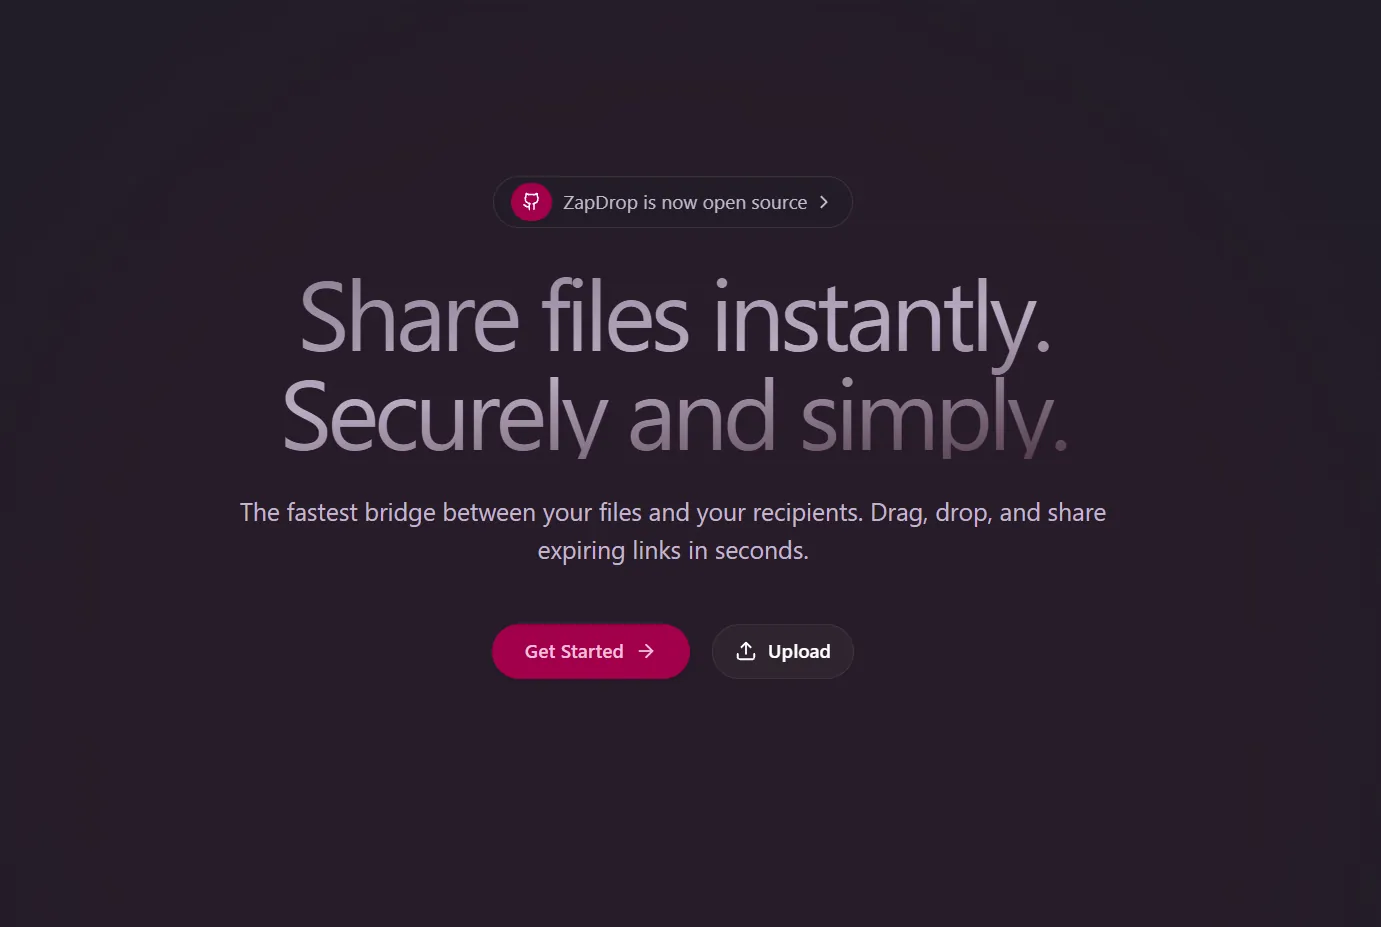 ZapDrop is now open source
Share files instantly.
Securely and simply.
The fastest bridge between your files and your recipients. Drag, drop, and share
expiring links in seconds.
Get Started
Upload